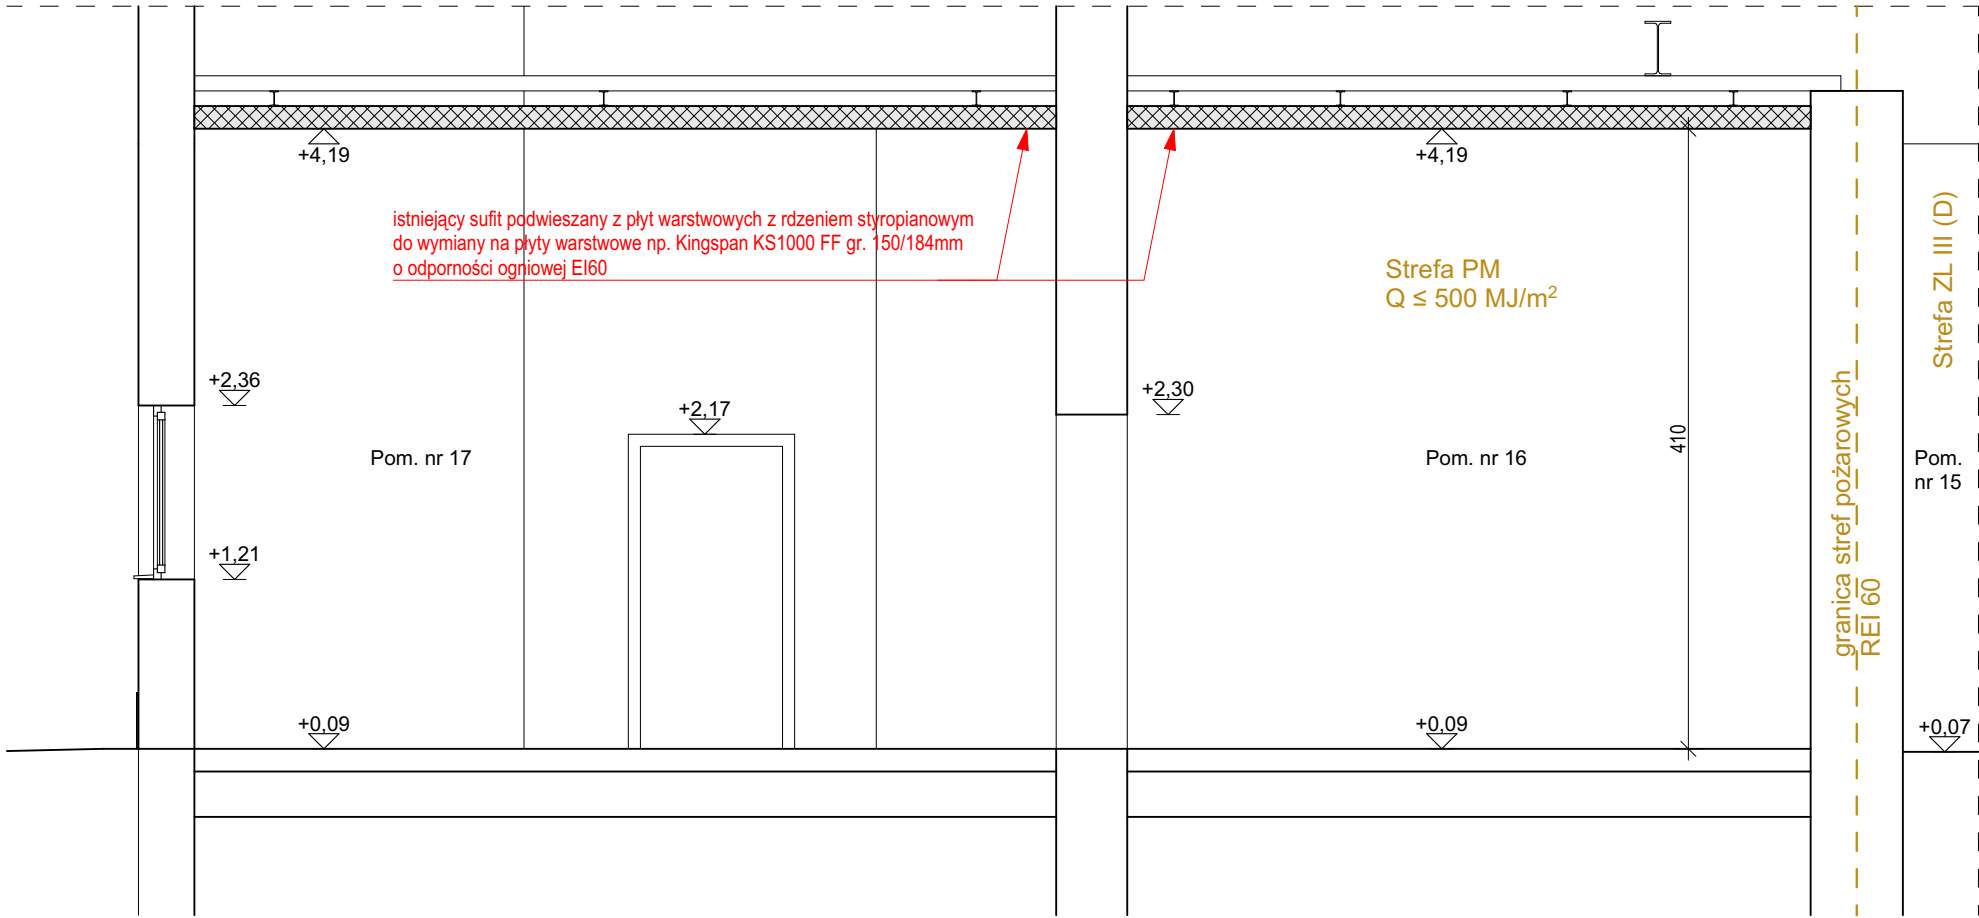 +4,19
+4,19
istniejący sufit podwieszany z płyt warstwowych z rdzeniem styropianowym
do wymiany na płyty warstwowe np. Kingspan KS1000 FF gr. 150/184mm
o odporności ogniowej EI60
Strefa PM
Q ≤ 500 MJ/m²
Strefa ZL III (D)
+2,36
+2,17
+2,30
410
Pom. nr 17
Pom. nr 16
Pom.
nr 15
granica stref pożarowych
REI 60
+1,21
+0,09
+0,09
+0,07